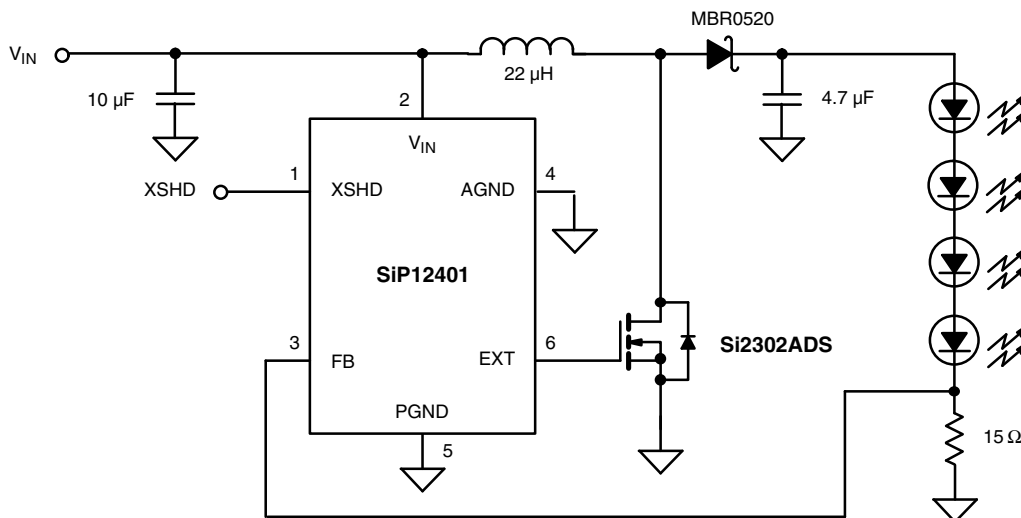 MBR0520
V_IN
22 µH
10 µF
4.7 µF
2
V_IN
1
4
XSHD
XSHD
AGND
SiP12401
3
6
Si2302ADS
FB
EXT
PGND
5
15 Ω